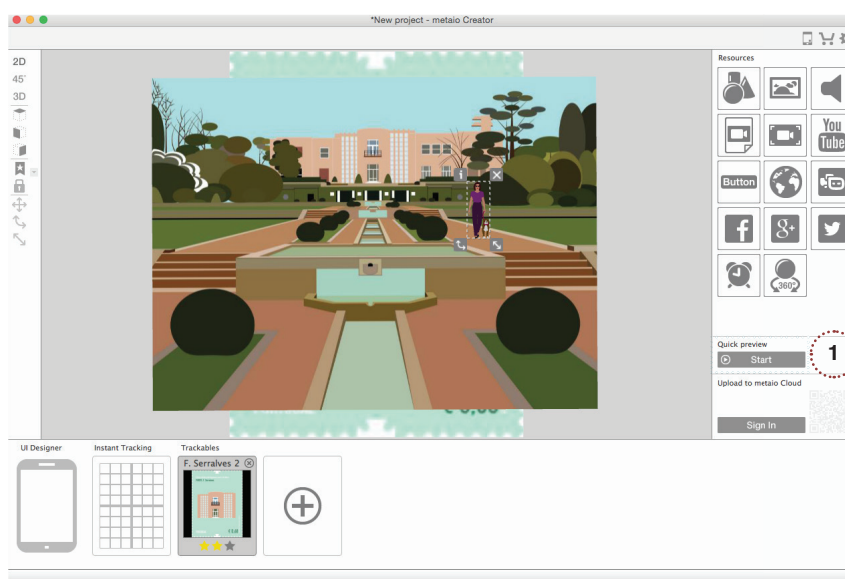 *New project - metaio Creator
2D
45°
3D
Resources
You
Tube
Button
f
g+
360°
i
Quick preview
Start
1
Upload to metaio Cloud
Sign In
UI Designer
Instant Tracking
Trackables
F. Serralves 2